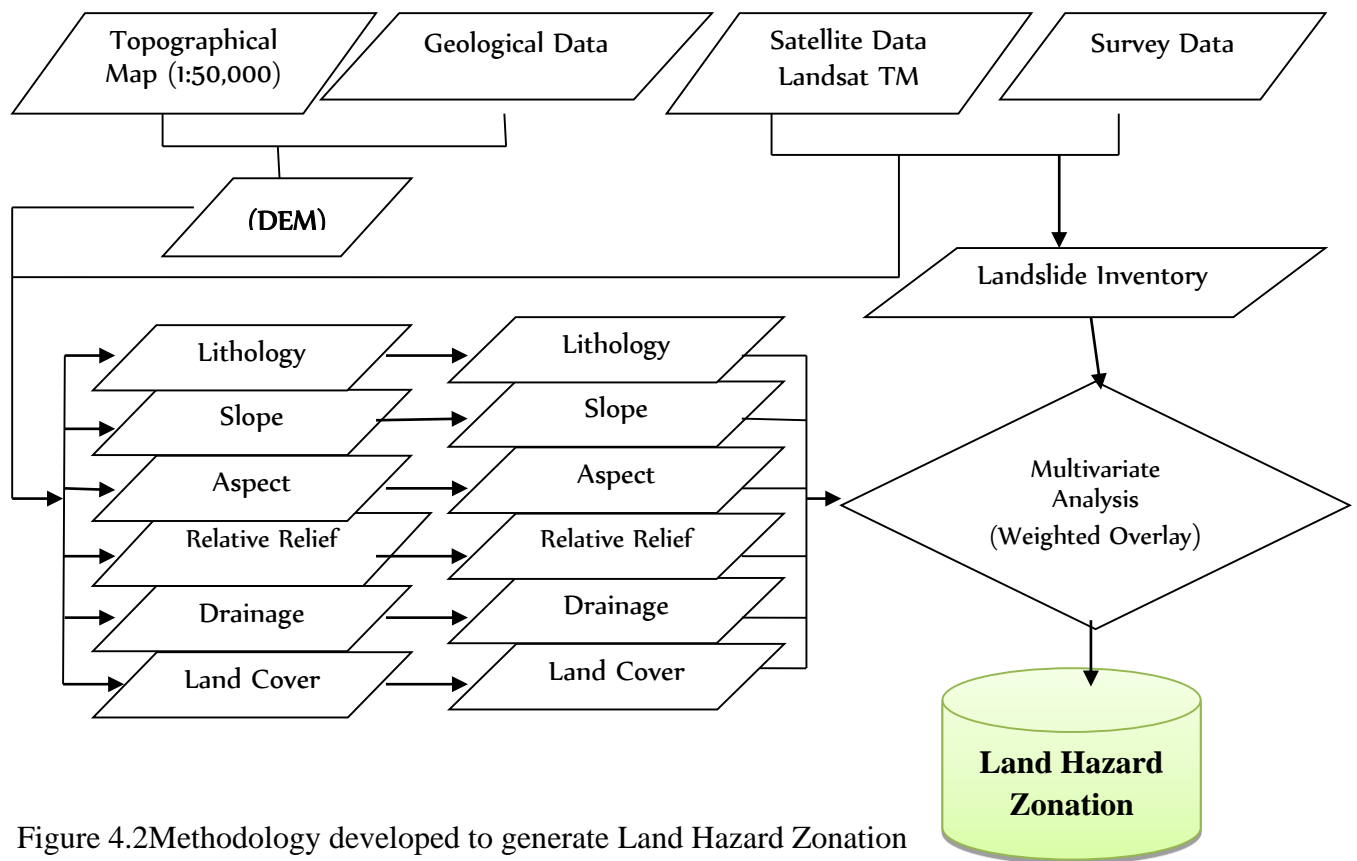 Topographical
Map (1:50,000)
Geological Data
Satellite Data
Landsat TM
Survey Data
(DEM)
Landslide Inventory
Lithology
Lithology
Slope
Slope
Aspect
Aspect
Relative Relief
Relative Relief
Drainage
Drainage
Land Cover
Land Cover
Multivariate
Analysis
(Weighted Overlay)
Land Hazard
Zonation
Figure 4.2Methodology developed to generate Land Hazard Zonation